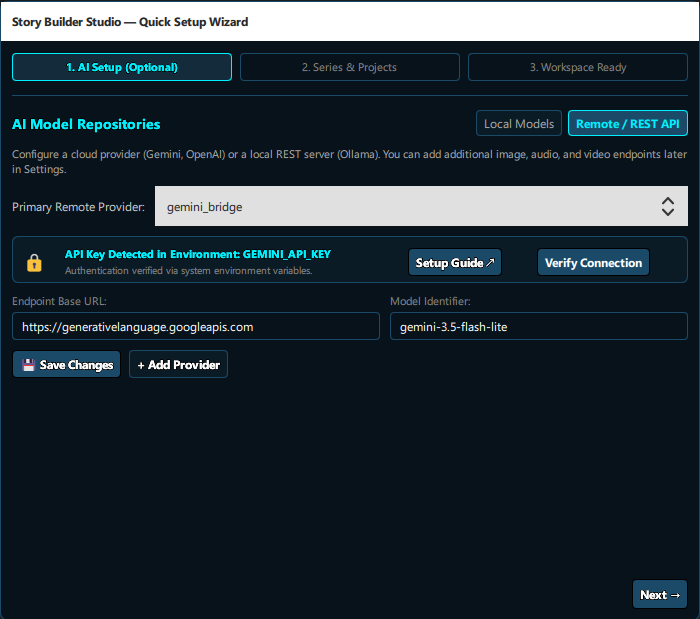 Story Builder Studio — Quick Setup Wizard
1. AI Setup (Optional)
2. Series & Projects
3. Workspace Ready
AI Model Repositories
Local Models
Remote / REST API
Configure a cloud provider (Gemini, OpenAI) or a local REST server (Ollama). You can add additional image, audio, and video endpoints later
in Settings.
Primary Remote Provider:
gemini_bridge
API Key Detected in Environment: GEMINI_API_KEY
Authentication verified via system environment variables.
Setup Guide ↗
Verify Connection
Endpoint Base URL:
Model Identifier:
https://generativelanguage.googleapis.com
gemini-3.5-flash-lite
💾 Save Changes
+ Add Provider
Next →